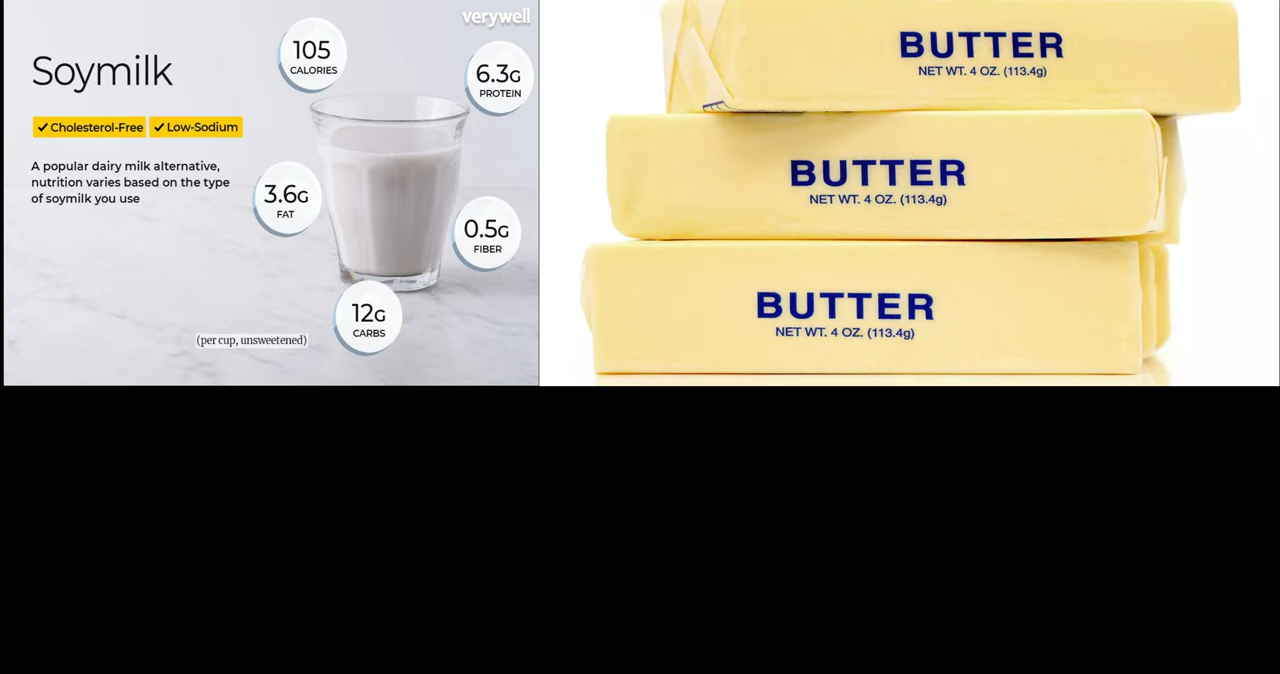 verywell
Soymilk
105
CALORIES
6.3G
PROTEIN
✔ Cholesterol-Free ✔ Low-Sodium
A popular dairy milk alternative,
nutrition varies based on the type
of soymilk you use
3.6G
FAT
0.5G
FIBER
12G
CARBS
(per cup, unsweetened)
BUTTER
NET WT. 4 OZ. (113.4g)
BUTTER
NET WT. 4 OZ. (113.4g)
BUTTER
NET WT. 4 OZ. (113.4g)